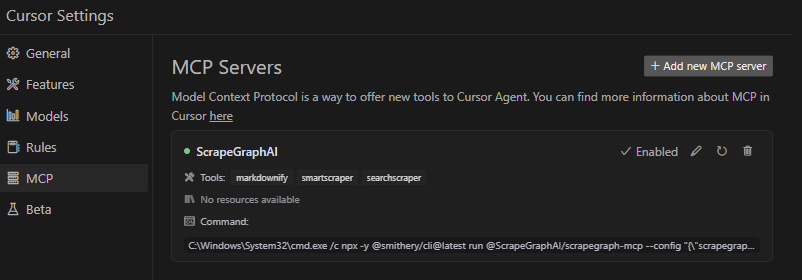 Cursor Settings
General
Features
Models
Rules
MCP
Beta
MCP Servers
+ Add new MCP server
Model Context Protocol is a way to offer new tools to Cursor Agent. You can find more information about MCP in
Cursor here
ScrapeGraphAI
Enabled
Tools: markdownify smartscraper searchscraper
No resources available
Command:
C:\Windows\System32\cmd.exe /c npx -y @smithery/cli@latest run @ScrapeGraphAI/scrapegraph-mcp --config "{\"scrapegrap...